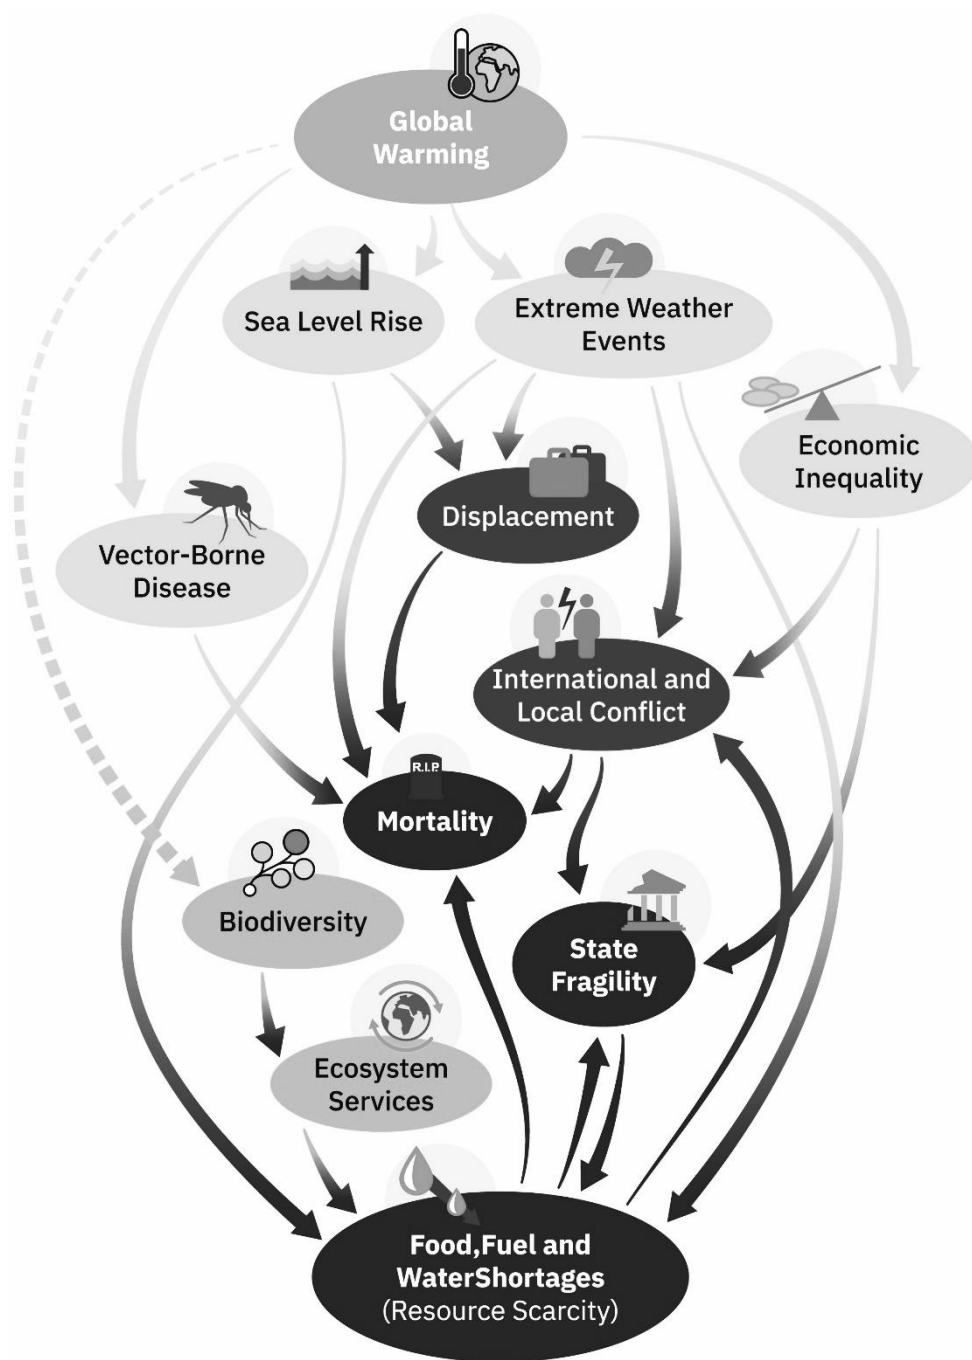 Global
Warming
Sea Level Rise
Extreme Weather
Events
Economic
Inequality
Displacement
Vector-Borne
Disease
International and
Local Conflict
R.I.P.
Mortality
Biodiversity
State
Fragility
Ecosystem
Services
Food,Fuel and
WaterShortages
(Resource Scarcity)